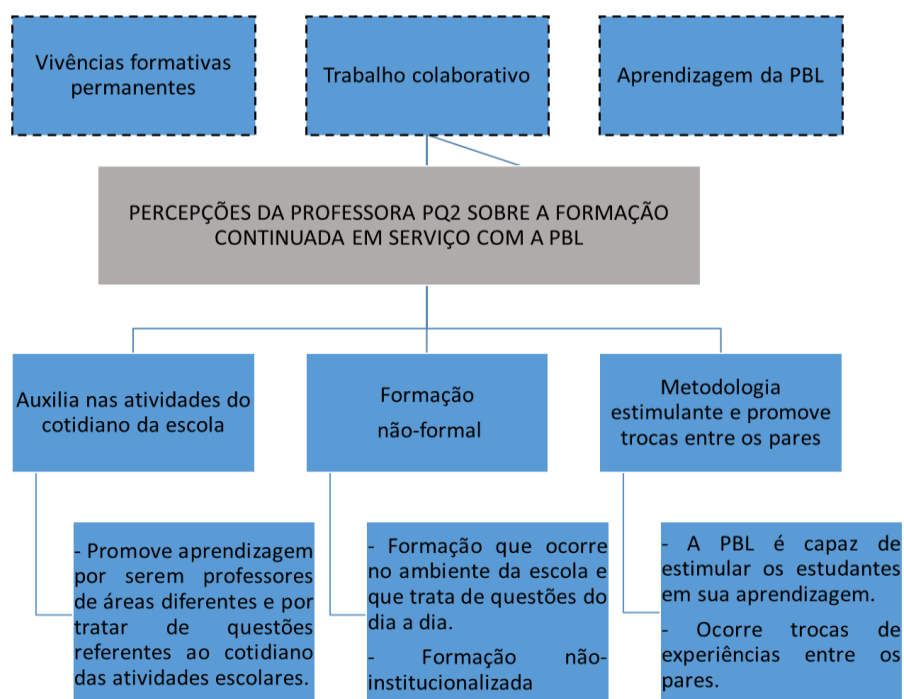 Vivências formativas
permanentes
Trabalho colaborativo
Aprendizagem da PBL
PERCEPÇÕES DA PROFESSORA PQ2 SOBRE A FORMAÇÃO
CONTINUADA EM SERVIÇO COM A PBL
Auxilia nas atividades do
cotidiano da escola
Formação
não-formal
Metodologia
estimulante e promove
trocas entre os pares
- Promove aprendizagem
por serem professores
de áreas diferentes e por
tratar de questões
referentes ao cotidiano
das atividades escolares.
- Formação que ocorre
no ambiente da escola e
que trata de questões do
dia a dia.
- Formação não-
institucionalizada
- A PBL é capaz de
estimular os estudantes
em sua aprendizagem.
- Ocorre trocas de
experiências entre os
pares.